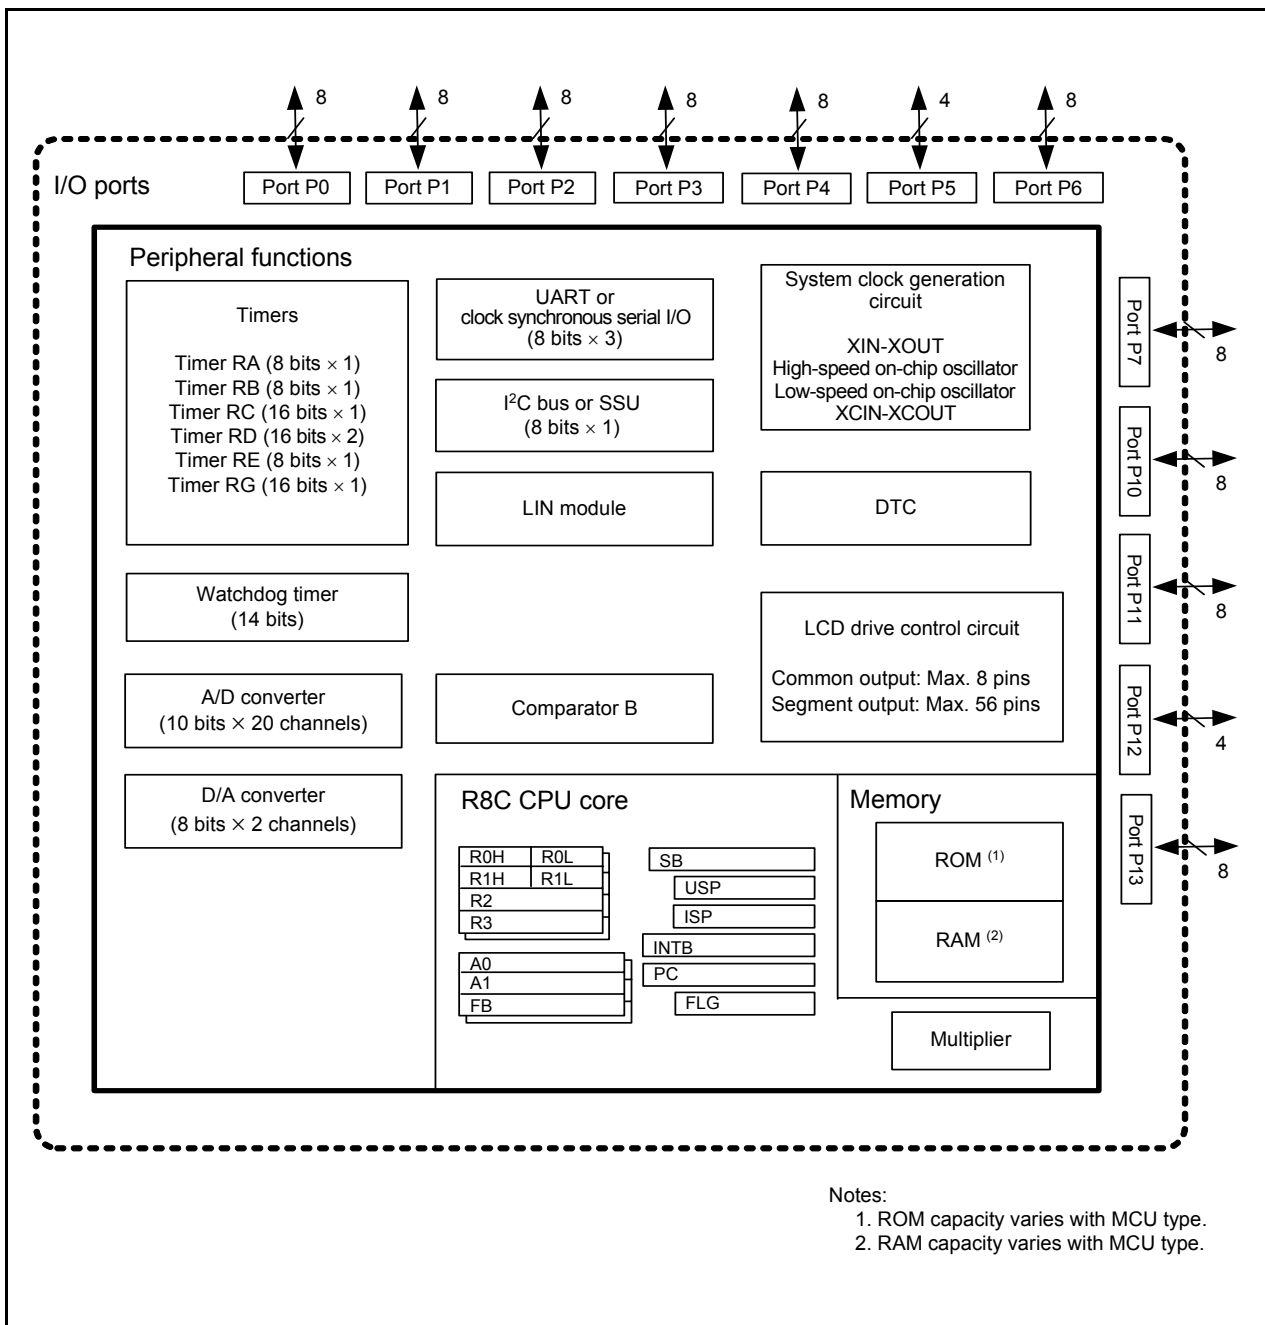 8 8 8 8 8 4 8
I/O ports
Port P0 Port P1 Port P2 Port P3 Port P4 Port P5 Port P6
Peripheral functions
Timers
Timer RA (8 bits × 1)
Timer RB (8 bits × 1)
Timer RC (16 bits × 1)
Timer RD (16 bits × 2)
Timer RE (8 bits × 1)
Timer RG (16 bits × 1)
Watchdog timer
(14 bits)
A/D converter
(10 bits × 20 channels)
D/A converter
(8 bits × 2 channels)
UART or
clock synchronous serial I/O
(8 bits × 3)
I²C bus or SSU
(8 bits × 1)
LIN module
Comparator B
System clock generation
circuit
XIN-XOUT
High-speed on-chip oscillator
Low-speed on-chip oscillator
XCIN-XCOUT
DTC
LCD drive control circuit
Common output: Max. 8 pins
Segment output: Max. 56 pins
R8C CPU core
R0H R0L
R1H R1L
R2
R3
A0
A1
FB
SB
USP
ISP
INTB
PC
FLG
Memory
ROM (1)
RAM (2)
Multiplier
Port P7
8
Port P10
8
Port P11
8
Port P12
4
Port P13
8
Notes:
1. ROM capacity varies with MCU type.
2. RAM capacity varies with MCU type.